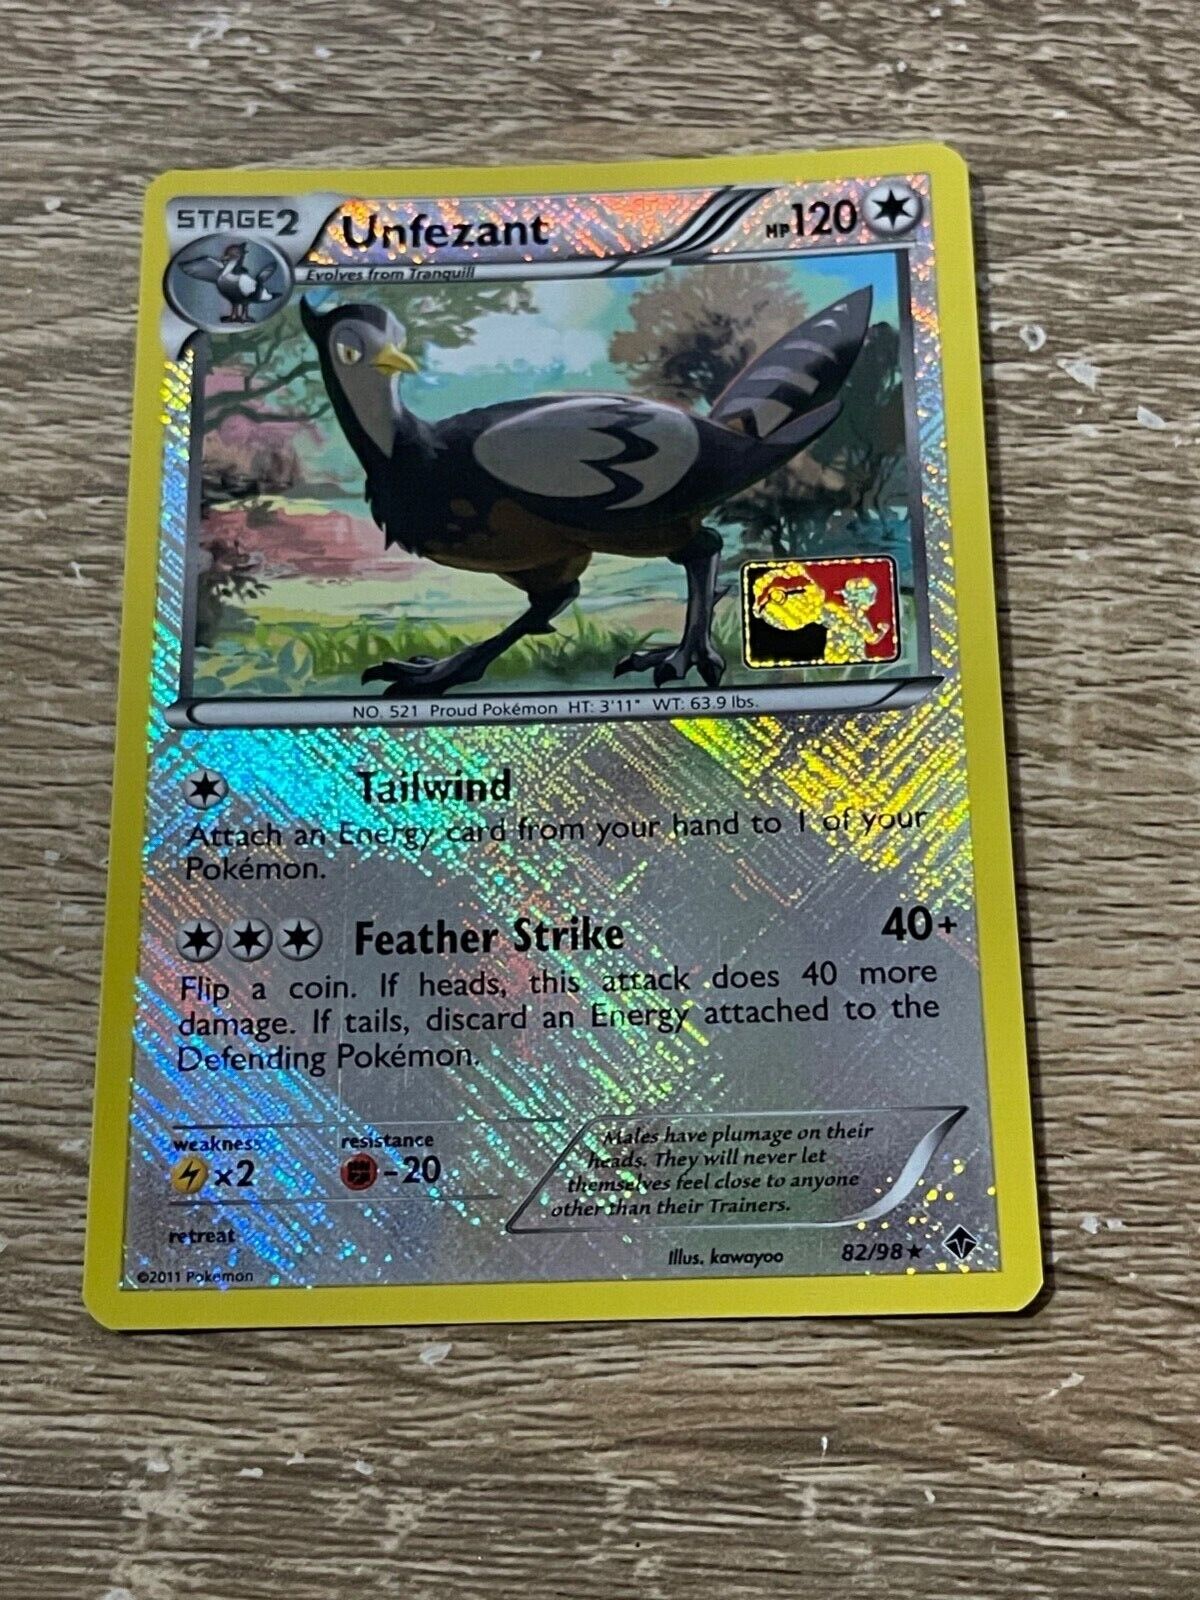 STAGE2 Unfezant HP120
Evolves from Tranquill
NO. 521 Proud Pokémon HT: 3'11" WT: 63.9 lbs.
Tailwind
Attach an Energy card from your hand to 1 of your
Pokémon.
Feather Strike 40+
Flip a coin. If heads, this attack does 40 more
damage. If tails, discard an Energy attached to the
Defending Pokémon.
weakness resistance
×2 -20
retreat
Males have plumage on their
heads. They will never let
themselves feel close to anyone
other than their Trainers.
Illus. kawayoo 82/98★
©2011 Pokémon